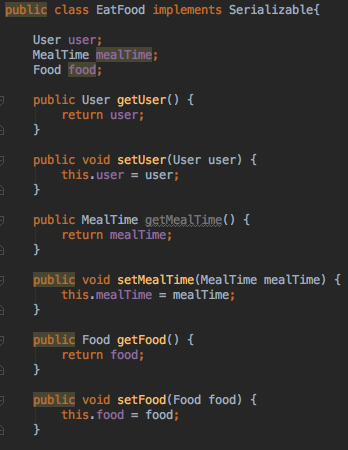 public class EatFood implements Serializable{
User user;
MealTime mealTime;
Food food;
public User getUser() {
return user;
}
public void setUser(User user) {
this.user = user;
}
public MealTime getMealTime() {
return mealTime;
}
public void setMealTime(MealTime mealTime) {
this.mealTime = mealTime;
}
public Food getFood() {
return food;
}
public void setFood(Food food) {
this.food = food;
}